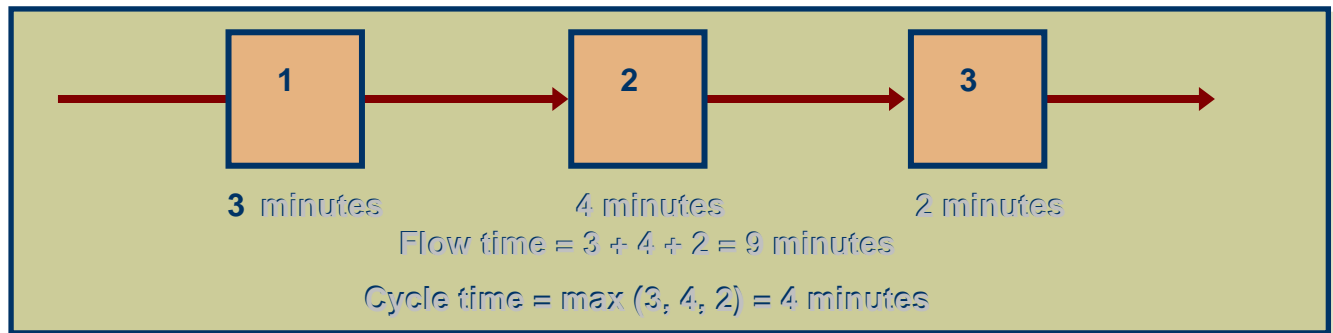 1 2 3
3 minutes 4 minutes 2 minutes
Flow time = 3 + 4 + 2 = 9 minutes
Cycle time = max (3, 4, 2) = 4 minutes